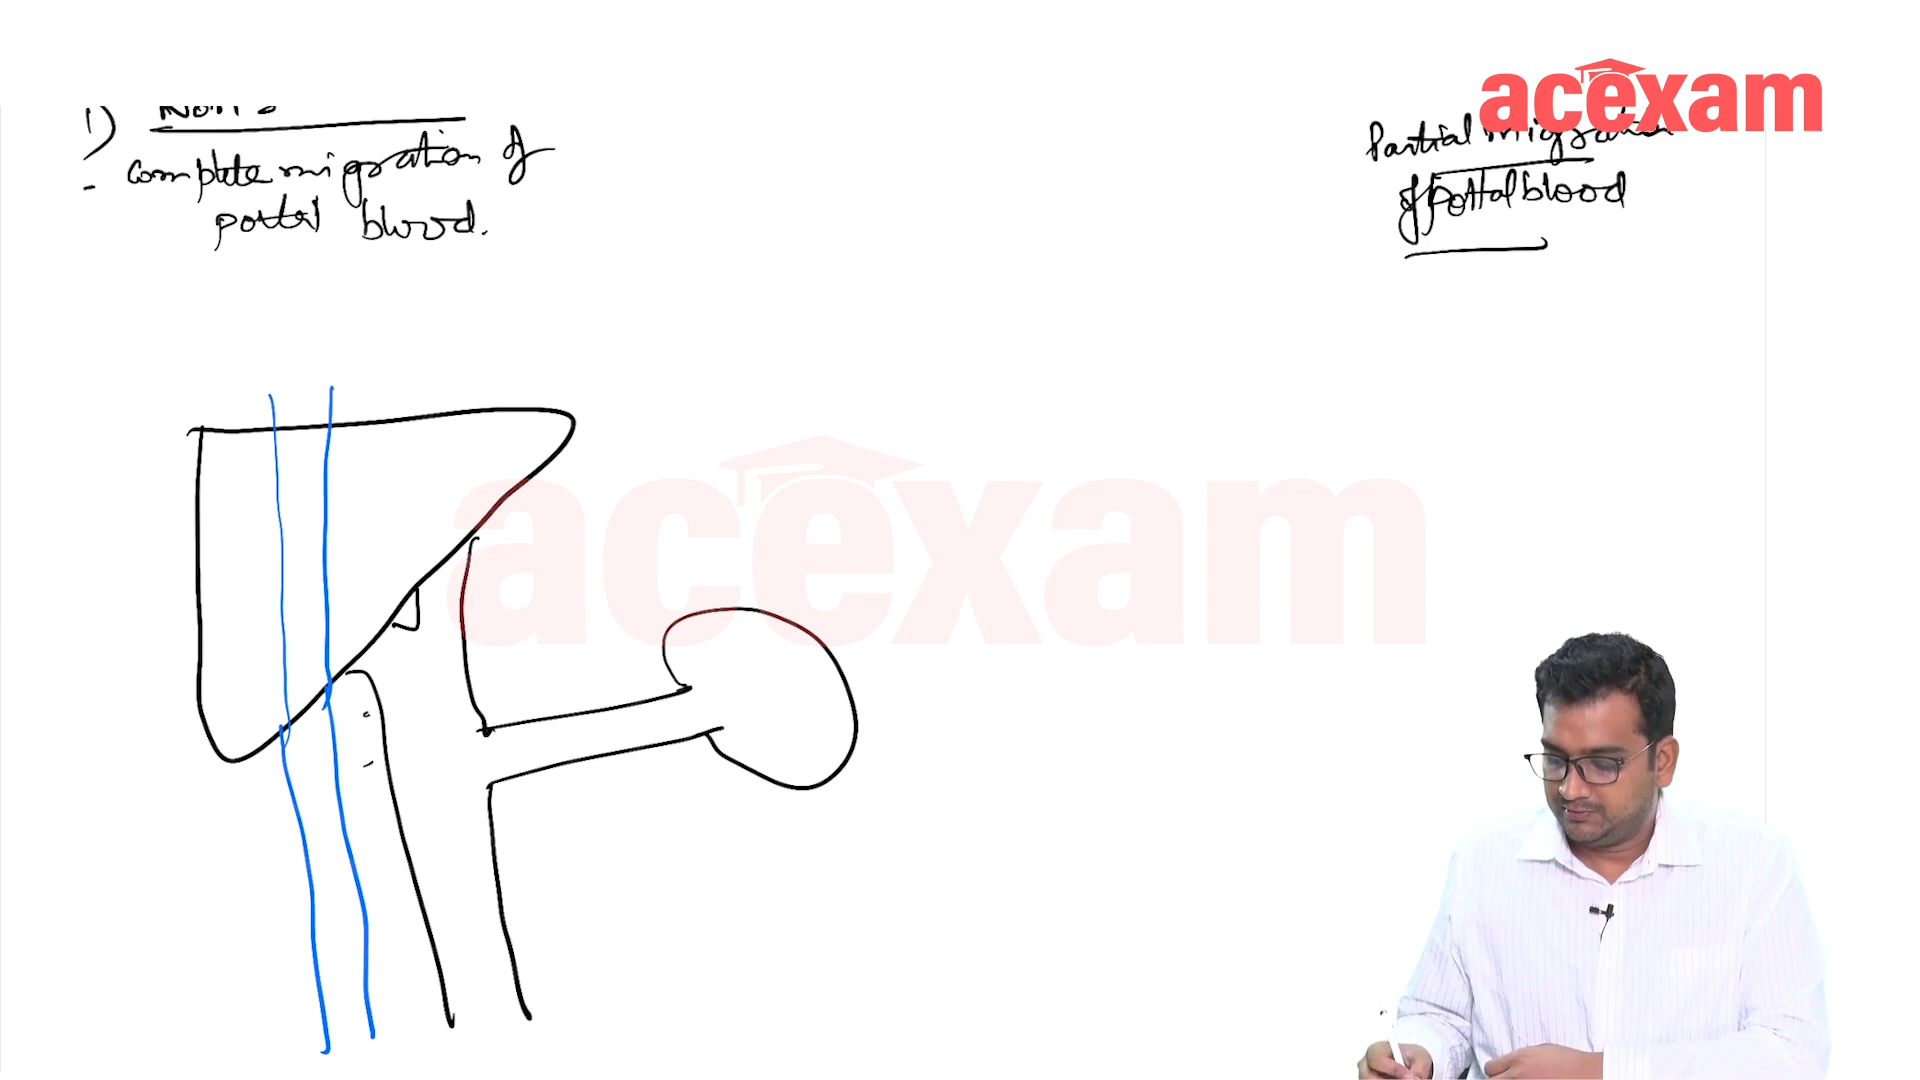 acexam
1)
- complete migration of
portal blood.
Partial migration
of portal blood
acexam